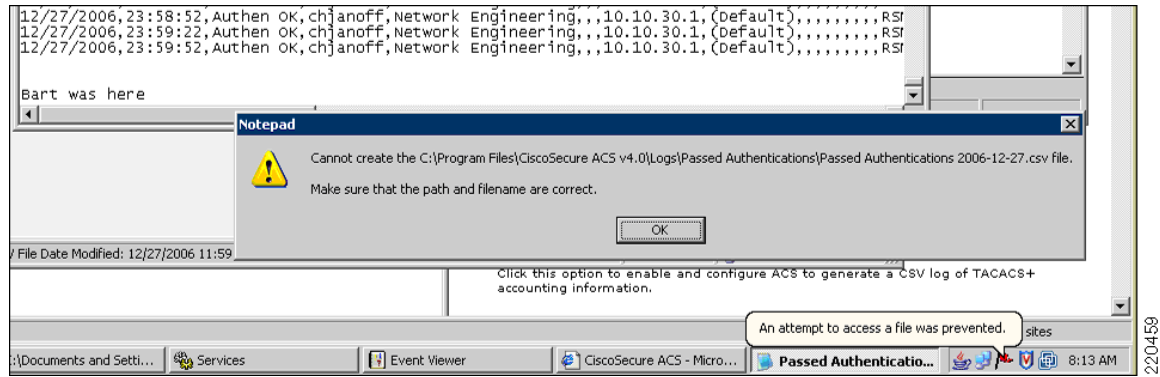 12/27/2006,23:58:52,Authen OK,chjanoff,Network Engineering,,,10.10.30.1,(Default),,,,,,,,,RSM
12/27/2006,23:59:22,Authen OK,chjanoff,Network Engineering,,,10.10.30.1,(Default),,,,,,,,,RSM
12/27/2006,23:59:52,Authen OK,chjanoff,Network Engineering,,,10.10.30.1,(Default),,,,,,,,,RSM
Bart was here
Notepad
Cannot create the C:\Program Files\CiscoSecure ACS v4.0\Logs\Passed Authentications\Passed Authentications 2006-12-27.csv file.
Make sure that the path and filename are correct.
OK
/ File Date Modified: 12/27/2006 11:59
Click this option to enable and configure ACS to generate a CSV log of TACACS+
accounting information.
An attempt to access a file was prevented.
sites
:\Documents and Setti...
Services
Event Viewer
CiscoSecure ACS - Micro...
Passed Authenticatio...
8:13 AM
220459